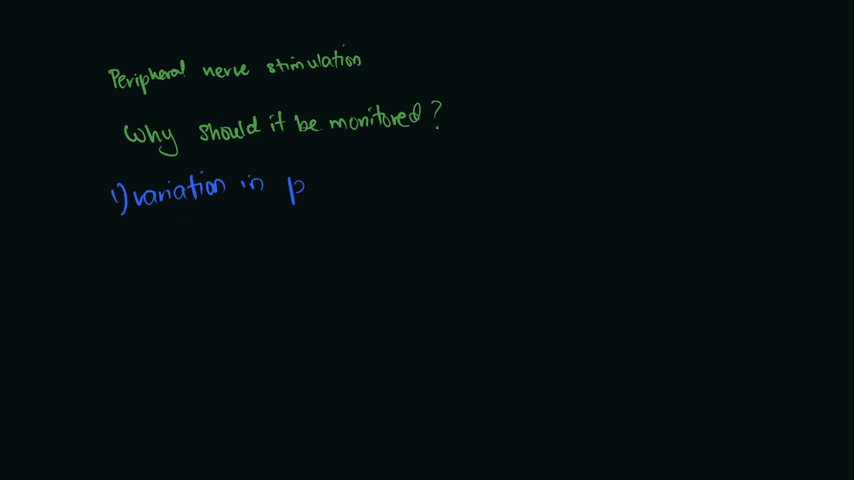 Peripheral nerve stimulation
Why should it be monitored?
1) variation in p